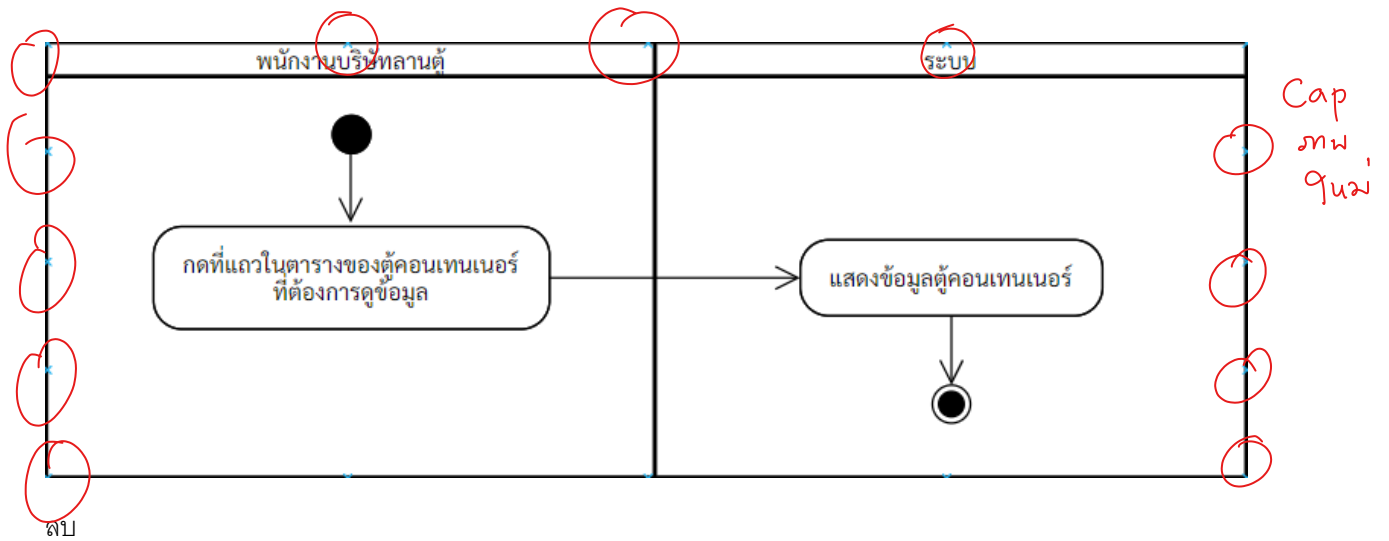 พนักงานบริษัทลานตู้
ระบบ
กดที่แถวในตารางของตู้คอนเทนเนอร์
ที่ต้องการดูข้อมูล
แสดงข้อมูลตู้คอนเทนเนอร์
Cap
ภาพ
ใหม่
ลบ